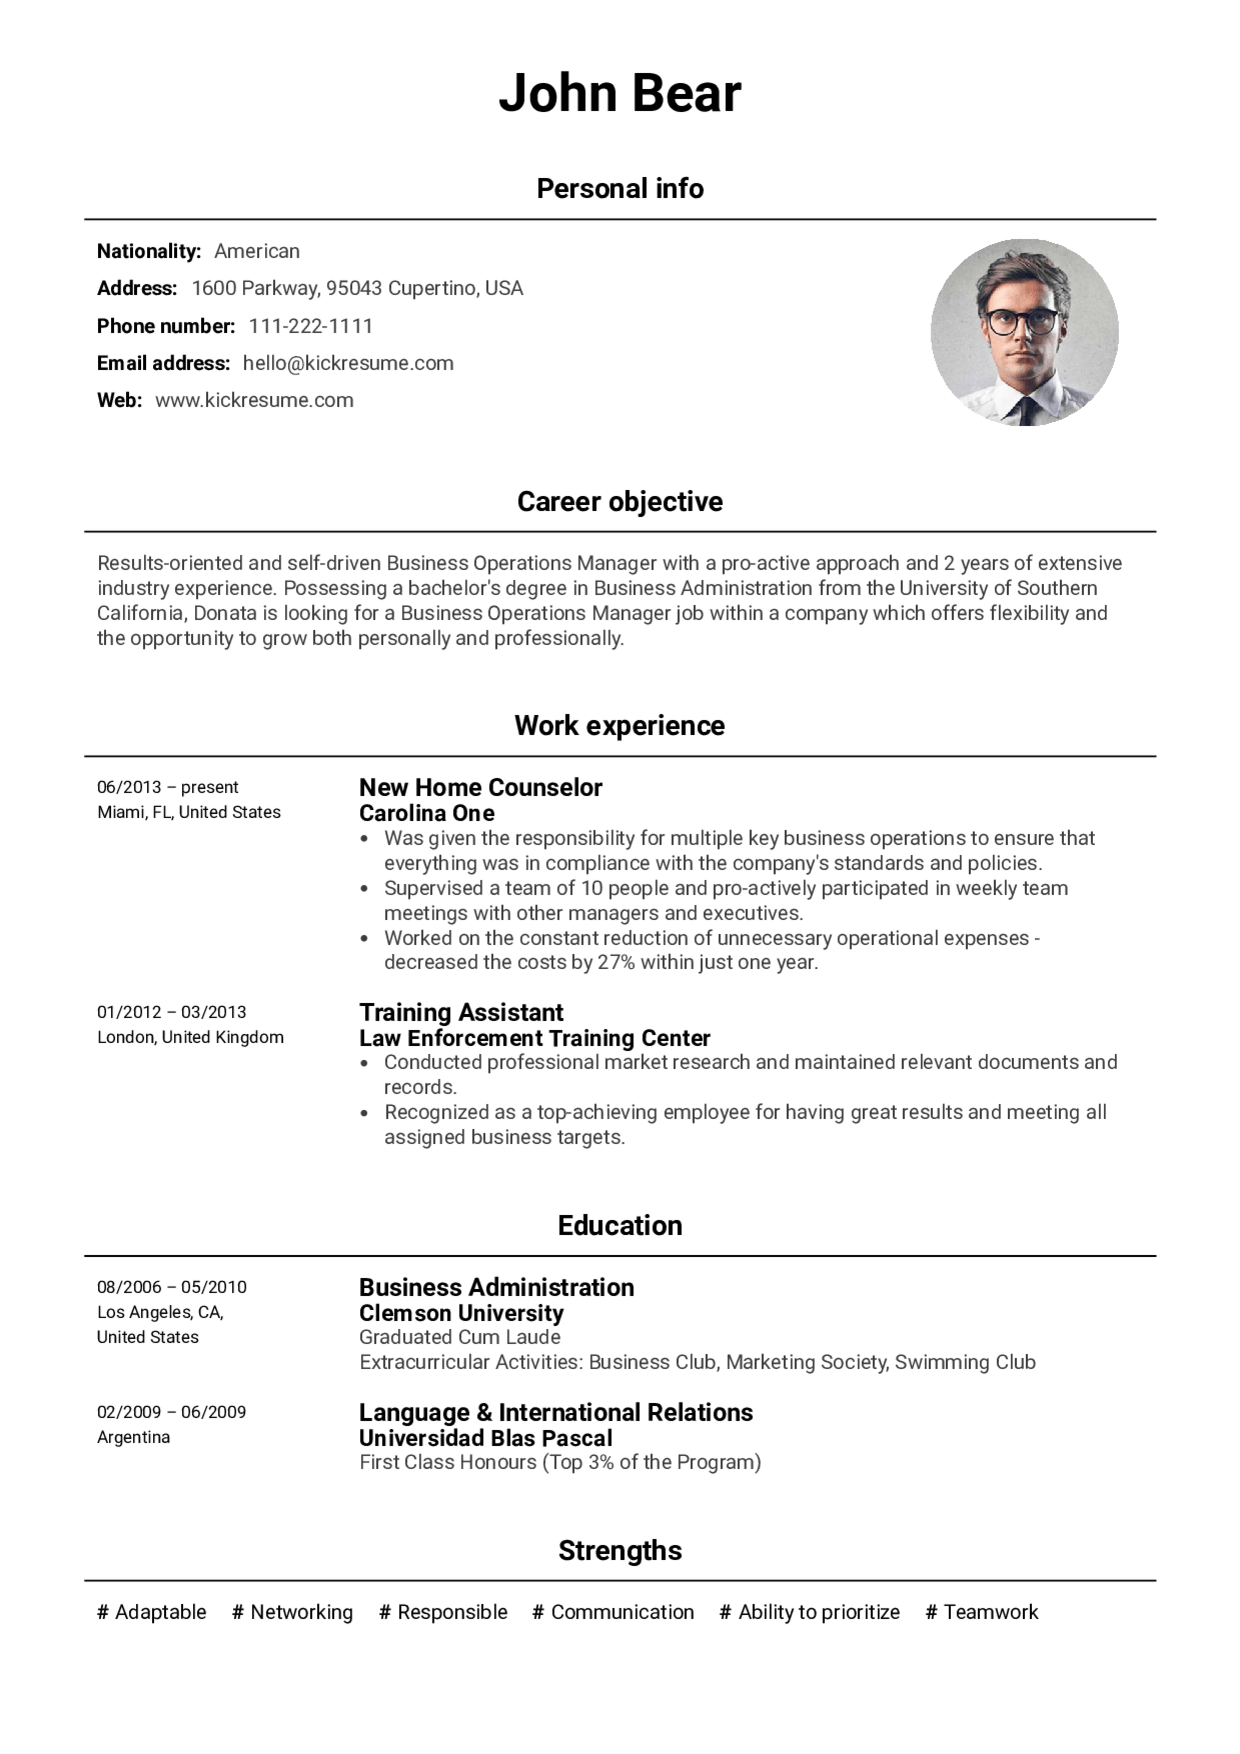 John Bear
Personal info
Nationality: American
Address: 1600 Parkway, 95043 Cupertino, USA
Phone number: 111-222-1111
Email address: hello@kickresume.com
Web: www.kickresume.com
Career objective
Results-oriented and self-driven Business Operations Manager with a pro-active approach and 2 years of extensive
industry experience. Possessing a bachelor's degree in Business Administration from the University of Southern
California, Donata is looking for a Business Operations Manager job within a company which offers flexibility and
the opportunity to grow both personally and professionally.
Work experience
06/2013 – present
Miami, FL, United States
New Home Counselor
Carolina One
• Was given the responsibility for multiple key business operations to ensure that
everything was in compliance with the company's standards and policies.
• Supervised a team of 10 people and pro-actively participated in weekly team
meetings with other managers and executives.
• Worked on the constant reduction of unnecessary operational expenses -
decreased the costs by 27% within just one year.
01/2012 – 03/2013
London, United Kingdom
Training Assistant
Law Enforcement Training Center
• Conducted professional market research and maintained relevant documents and
records.
• Recognized as a top-achieving employee for having great results and meeting all
assigned business targets.
Education
08/2006 – 05/2010
Los Angeles, CA,
United States
Business Administration
Clemson University
Graduated Cum Laude
Extracurricular Activities: Business Club, Marketing Society, Swimming Club
02/2009 – 06/2009
Argentina
Language & International Relations
Universidad Blas Pascal
First Class Honours (Top 3% of the Program)
Strengths
# Adaptable # Networking # Responsible # Communication # Ability to prioritize # Teamwork